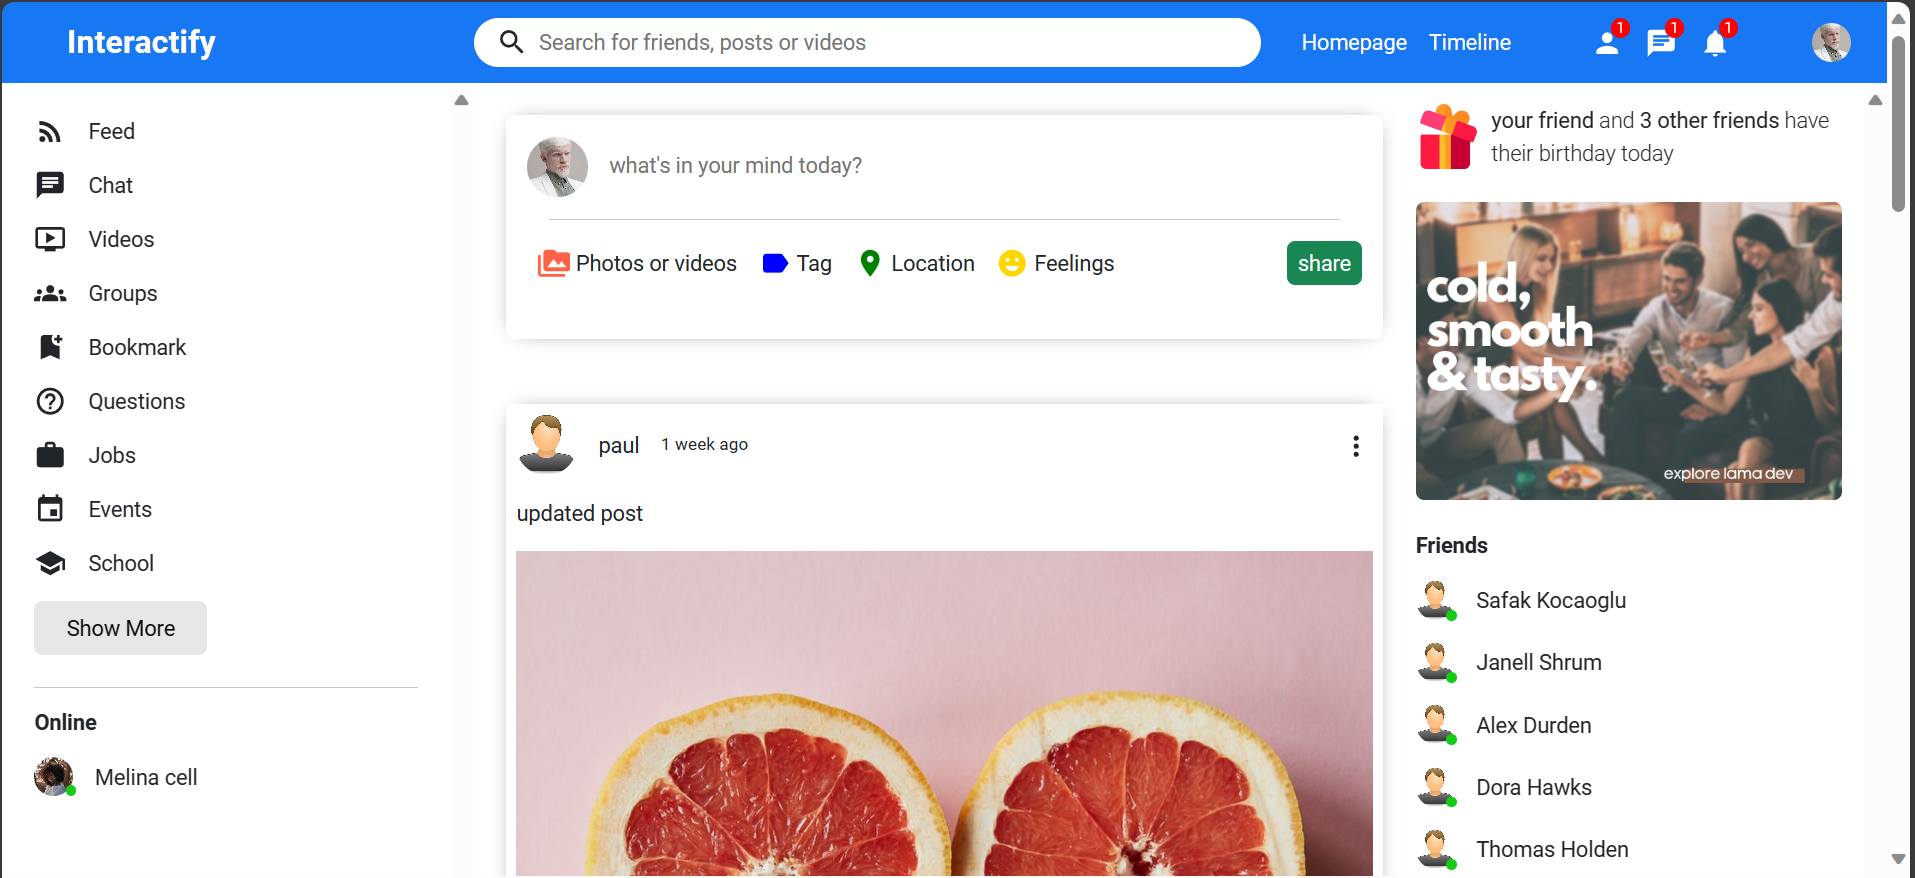 Interactify
Search for friends, posts or videos
Homepage
Timeline
1
1
1
Feed
Chat
Videos
Groups
Bookmark
Questions
Jobs
Events
School
Show More
Online
Melina cell
what's in your mind today?
Photos or videos
Tag
Location
Feelings
share
paul
1 week ago
updated post
your friend and 3 other friends have
their birthday today
cold,
smooth
& tasty.
explore lama dev
Friends
Safak Kocaoglu
Janell Shrum
Alex Durden
Dora Hawks
Thomas Holden